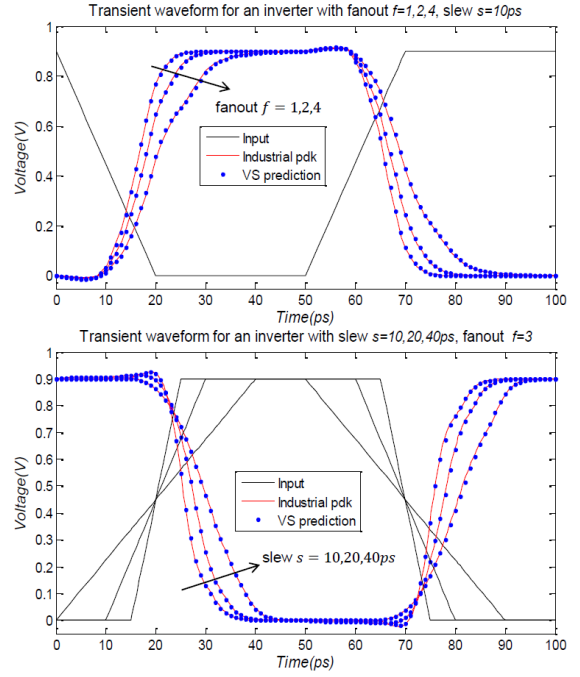 Transient waveform for an inverter with fanout f=1,2,4, slew s=10ps
Voltage(V)
1
0.8
0.6
0.4
0.2
0
fanout f = 1,2,4
Input
Industrial pdk
VS prediction
0 10 20 30 40 50 60 70 80 90 100
Time(ps)
Transient waveform for an inverter with slew s=10,20,40ps, fanout f=3
Voltage(V)
1
0.9
0.8
0.7
0.6
0.5
0.4
0.3
0.2
0.1
0
Input
Industrial pdk
VS prediction
slew s = 10,20,40ps
0 10 20 30 40 50 60 70 80 90 100
Time(ps)